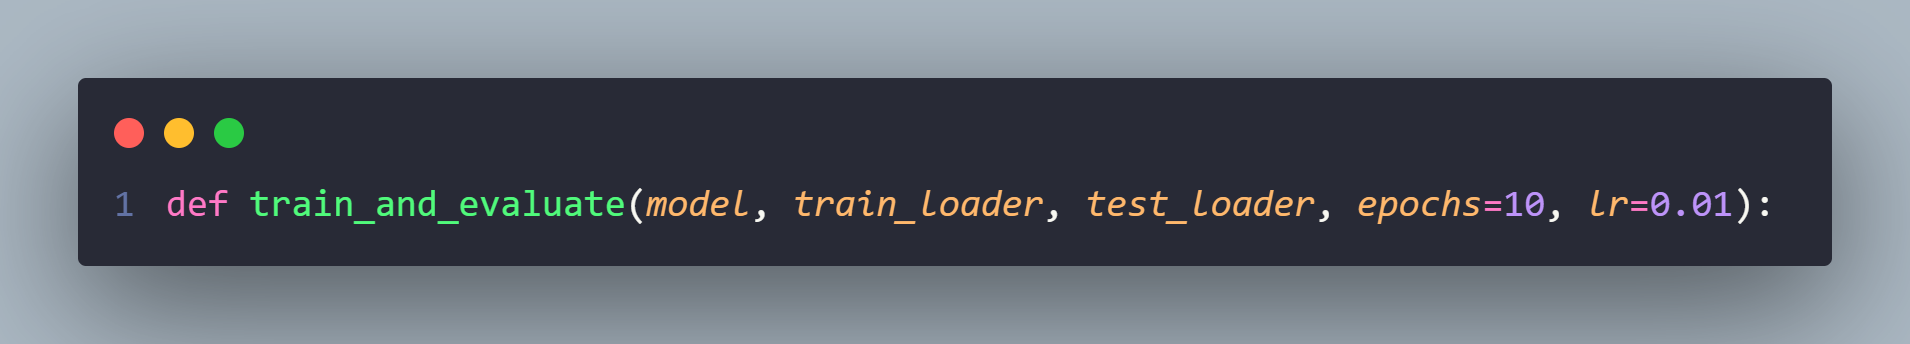 1 def train_and_evaluate(model, train_loader, test_loader, epochs=10, lr=0.01):